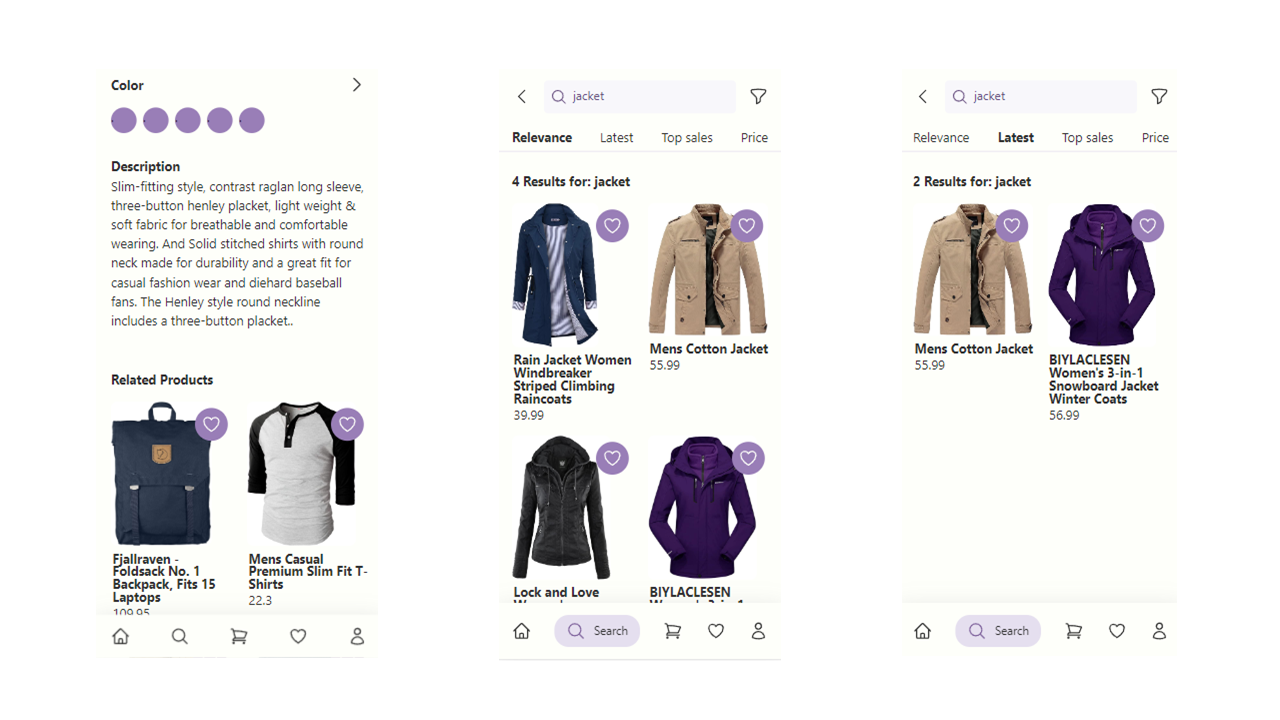 Color
Description
Slim-fitting style, contrast raglan long sleeve,
three-button henley placket, light weight &
soft fabric for breathable and comfortable
wearing. And Solid stitched shirts with round
neck made for durability and a great fit for
casual fashion wear and diehard baseball
fans. The Henley style round neckline
includes a three-button placket..
Related Products
Fjallraven -
Foldsack No. 1
Backpack, Fits 15
Laptops
109.95
Mens Casual
Premium Slim Fit T-
Shirts
22.3
jacket
Relevance Latest Top sales Price
4 Results for: jacket
Rain Jacket Women
Windbreaker
Striped Climbing
Raincoats
39.99
Mens Cotton Jacket
55.99
Lock and Love
BIYLACLESEN
Women's 3-in-1
Search
jacket
Relevance Latest Top sales Price
2 Results for: jacket
Mens Cotton Jacket
55.99
BIYLACLESEN
Women's 3-in-1
Snowboard Jacket
Winter Coats
56.99
Search